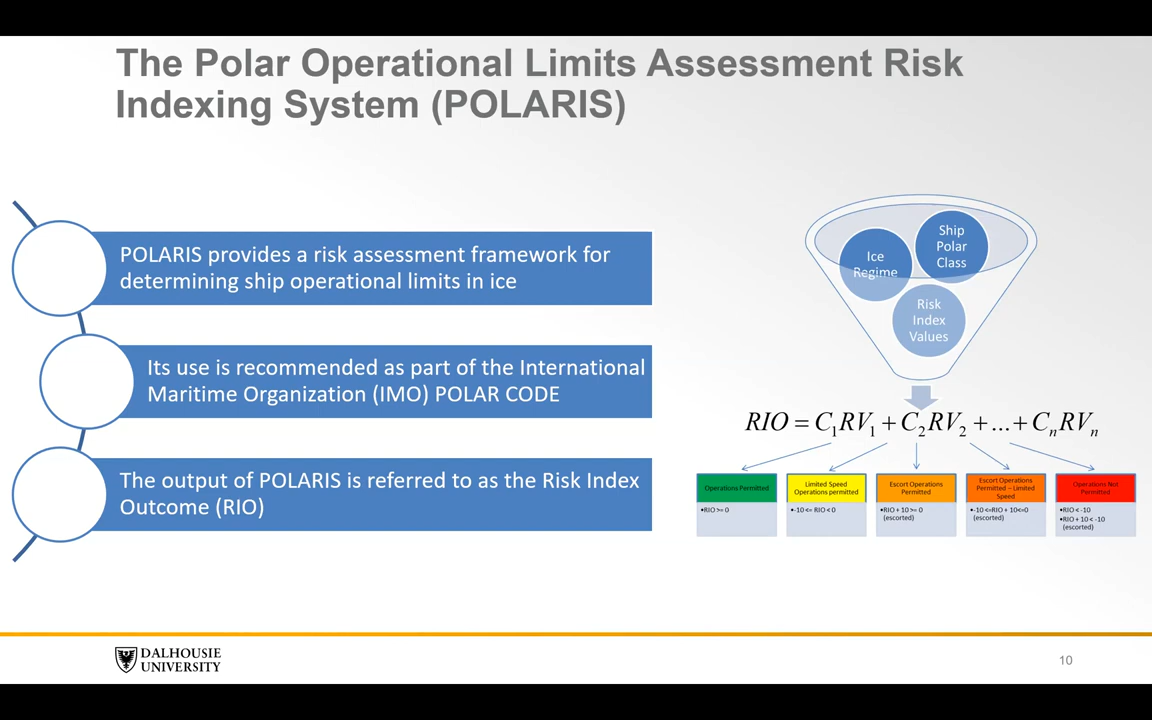 The Polar Operational Limits Assessment Risk
Indexing System (POLARIS)
POLARIS provides a risk assessment framework for
determining ship operational limits in ice
Its use is recommended as part of the International
Maritime Organization (IMO) POLAR CODE
The output of POLARIS is referred to as the Risk Index
Outcome (RIO)
Ship
Polar
Class
Ice
Regime
Risk
Index
Values
RIO = C1RV1 + C2RV2 + ... + CnRVn
Operations Permitted
•RIO >= 0
Limited Speed
Operations permitted
•-10 <= RIO < 0
Escort Operations
Permitted
•RIO + 10 >= 0
(escorted)
Escort Operations
Permitted – Limited
Speed
•-10 <=RIO + 10<=0
(escorted)
Operations Not
Permitted
•RIO < -10
•RIO + 10 < -10
(escorted)
DALHOUSIE
UNIVERSITY
10